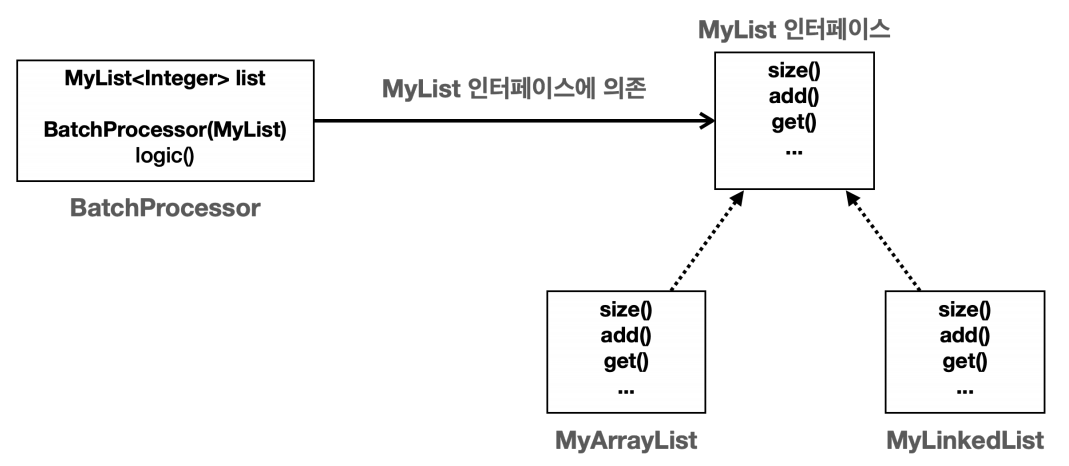 MyList 인터페이스
MyList<Integer> list
BatchProcessor(MyList)
logic()
BatchProcessor
MyList 인터페이스에 의존
size()
add()
get()
...
size()
add()
get()
...
MyArrayList
size()
add()
get()
...
MyLinkedList